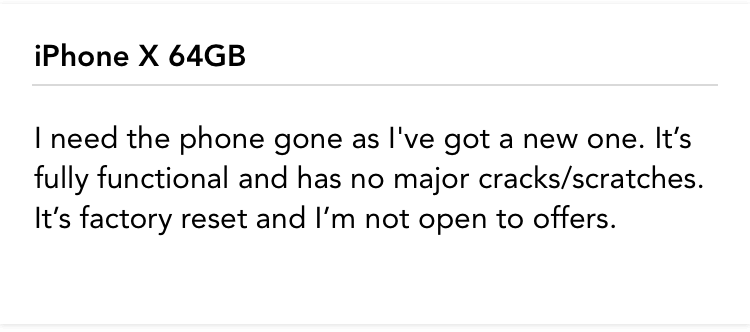 iPhone X 64GB
I need the phone gone as I've got a new one. It’s
fully functional and has no major cracks/scratches.
It’s factory reset and I’m not open to offers.